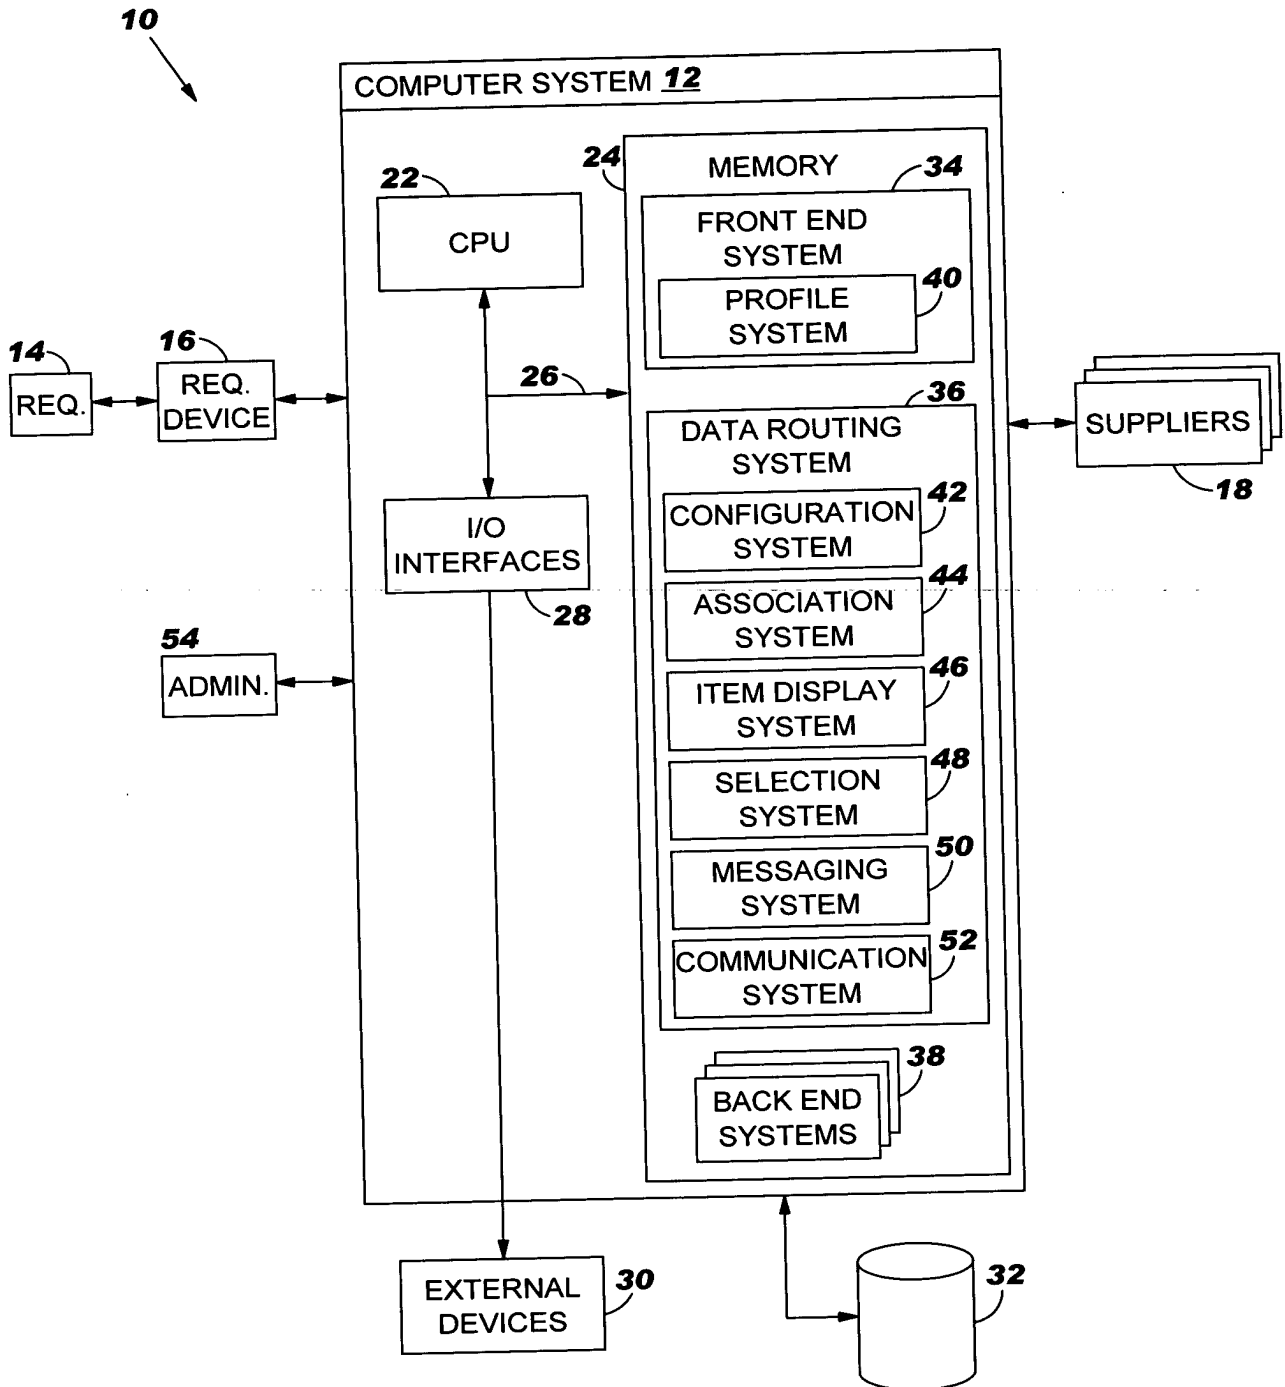 10
COMPUTER SYSTEM 12
24
MEMORY
34
22
CPU
FRONT END
SYSTEM
40
PROFILE
SYSTEM
14
REQ.
16
REQ.
DEVICE
26
36
DATA ROUTING
SYSTEM
SUPPLIERS
18
I/O
INTERFACES
28
CONFIGURATION
SYSTEM
42
ASSOCIATION
SYSTEM
44
54
ADMIN.
ITEM DISPLAY
SYSTEM
46
SELECTION
SYSTEM
48
MESSAGING
SYSTEM
50
COMMUNICATION
SYSTEM
52
BACK END
SYSTEMS
38
EXTERNAL
DEVICES
30
32